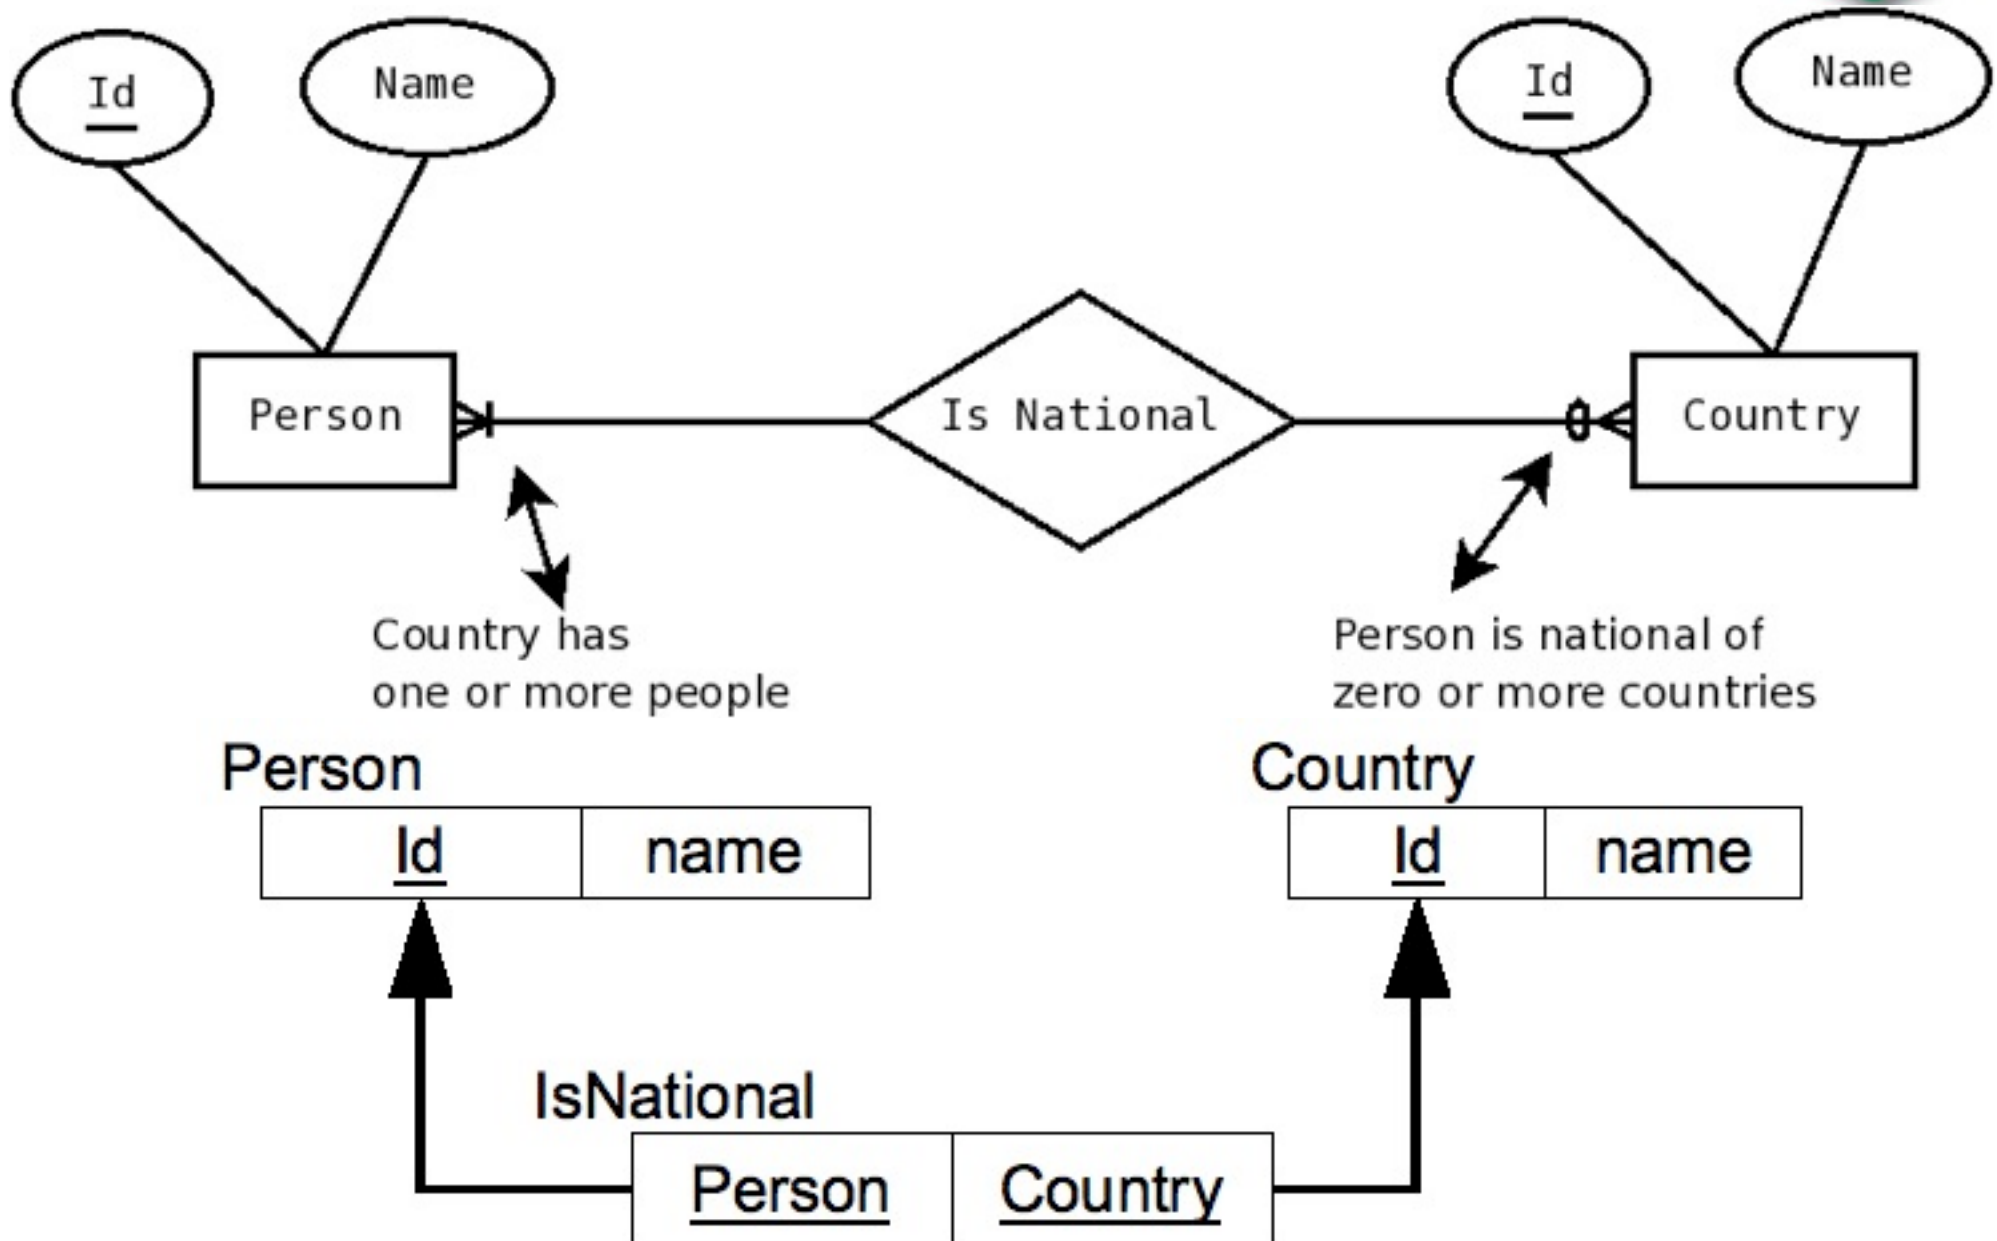 Id
Name
Id
Name
Person
Is National
Country
Country has
one or more people
Person is national of
zero or more countries
Person
Country
Id
name
Id
name
IsNational
Person
Country